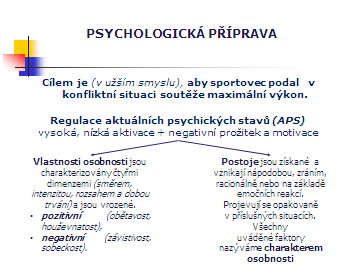 PSYCHOLOGICKÁ PŘÍPRAVA
Cílem je (v užším smyslu), aby sportovec podal v
konfliktní situaci soutěže maximální výkon.
Regulace aktuálních psychických stavů (APS)
vysoká, nízká aktivace + negativní prožitek a motivace
Vlastnosti osobnosti jsou
charakterizovány čtyřmi
dimenzemi (směrem,
intenzitou, rozsahem a dobou
trvání) a jsou vrozené.
• pozitivní (obětavost,
houževnatost),
• negativní (závistivost,
sobeckost).
Postoje jsou získané a
vznikají nápodobou, zráním,
racionálně nebo na základě
emočních reakcí.
Projevují se opakovaně
v příslušných situacích.
Všechny
uváděné faktory
nazýváme charakterem
osobnosti